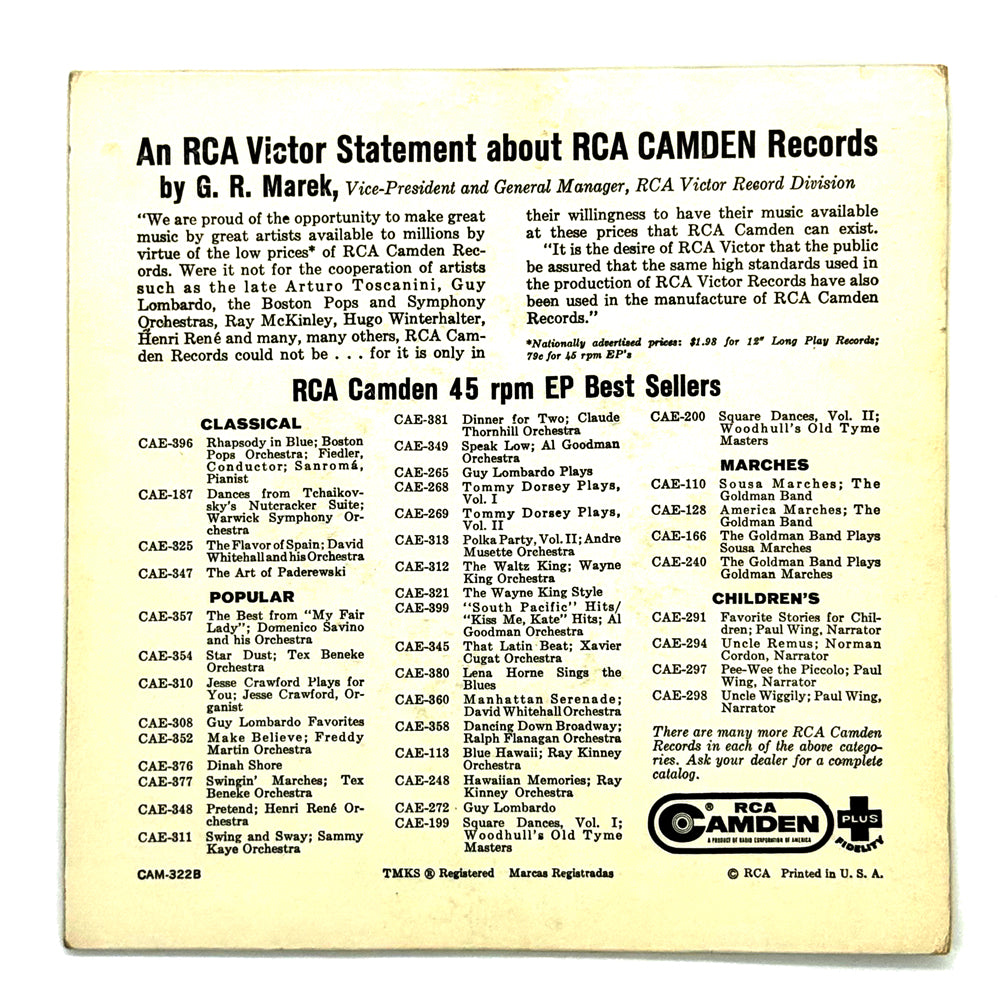 An RCA Victor Statement about RCA CAMDEN Records
by G. R. Marek, Vice-President and General Manager, RCA Victor Record Division
“We are proud of the opportunity to make great
music by great artists available to millions by
virtue of the low prices* of RCA Camden Rec-
ords. Were it not for the cooperation of artists
such as the late Arturo Toscanini, Guy
Lombardo, the Boston Pops and Symphony
Orchestras, Ray McKinley, Hugo Winterhalter,
Henri René and many, many others, RCA Cam-
den Records could not be . . . for it is only in
their willingness to have their music available
at these prices that RCA Camden can exist.
“It is the desire of RCA Victor that the public
be assured that the same high standards used in
the production of RCA Victor Records have also
been used in the manufacture of RCA Camden
Records.”
*Nationally advertised prices: $1.98 for 12" Long Play Records;
79c for 45 rpm EP's
RCA Camden 45 rpm EP Best Sellers
CLASSICAL
CAE-396 Rhapsody in Blue; Boston
Pops Orchestra; Fiedler,
Conductor; Sanromá,
Pianist
CAE-187 Dances from Tchaikov-
sky's Nutcracker Suite;
Warwick Symphony Or-
chestra
CAE-325 The Flavor of Spain; David
Whitehall and his Orchestra
CAE-347 The Art of Paderewski
POPULAR
CAE-357 The Best from “My Fair
Lady”; Domenico Savino
and his Orchestra
CAE-354 Star Dust; Tex Beneke
Orchestra
CAE-310 Jesse Crawford Plays for
You; Jesse Crawford, Or-
ganist
CAE-308 Guy Lombardo Favorites
CAE-352 Make Believe; Freddy
Martin Orchestra
CAE-376 Dinah Shore
CAE-377 Swingin' Marches; Tex
Beneke Orchestra
CAE-348 Pretend; Henri René Or-
chestra
CAE-311 Swing and Sway; Sammy
Kaye Orchestra
CAE-381 Dinner for Two; Claude
Thornhill Orchestra
CAE-349 Speak Low; Al Goodman
Orchestra
CAE-265 Guy Lombardo Plays
CAE-268 Tommy Dorsey Plays,
Vol. I
CAE-269 Tommy Dorsey Plays,
Vol. II
CAE-313 Polka Party, Vol. II; Andre
Musette Orchestra
CAE-312 The Waltz King; Wayne
King Orchestra
CAE-321 The Wayne King Style
CAE-399 “South Pacific” Hits/
“Kiss Me, Kate” Hits; Al
Goodman Orchestra
CAE-345 That Latin Beat; Xavier
Cugat Orchestra
CAE-380 Lena Horne Sings the
Blues
CAE-360 Manhattan Serenade;
David Whitehall Orchestra
CAE-358 Dancing Down Broadway;
Ralph Flanagan Orchestra
CAE-113 Blue Hawaii; Ray Kinney
Orchestra
CAE-248 Hawaiian Memories; Ray
Kinney Orchestra
CAE-272 Guy Lombardo
CAE-199 Square Dances, Vol. I;
Woodhull's Old Tyme
Masters
CAE-200 Square Dances, Vol. II;
Woodhull's Old Tyme
Masters
MARCHES
CAE-110 Sousa Marches; The
Goldman Band
CAE-128 America Marches; The
Goldman Band
CAE-166 The Goldman Band Plays
Sousa Marches
CAE-240 The Goldman Band Plays
Goldman Marches
CHILDREN'S
CAE-291 Favorite Stories for Chil-
dren; Paul Wing, Narrator
CAE-294 Uncle Remus; Norman
Cordon, Narrator
CAE-297 Pee-Wee the Piccolo; Paul
Wing, Narrator
CAE-298 Uncle Wiggily; Paul Wing,
Narrator
There are many more RCA Camden
Records in each of the above catego-
ries. Ask your dealer for a complete
catalog.
® RCA
CAMDEN
A PRODUCT OF RADIO CORPORATION OF AMERICA
PLUS
FIDELITY
CAM-322B
TMKS ® Registered Marcas Registradas
© RCA Printed in U. S. A.